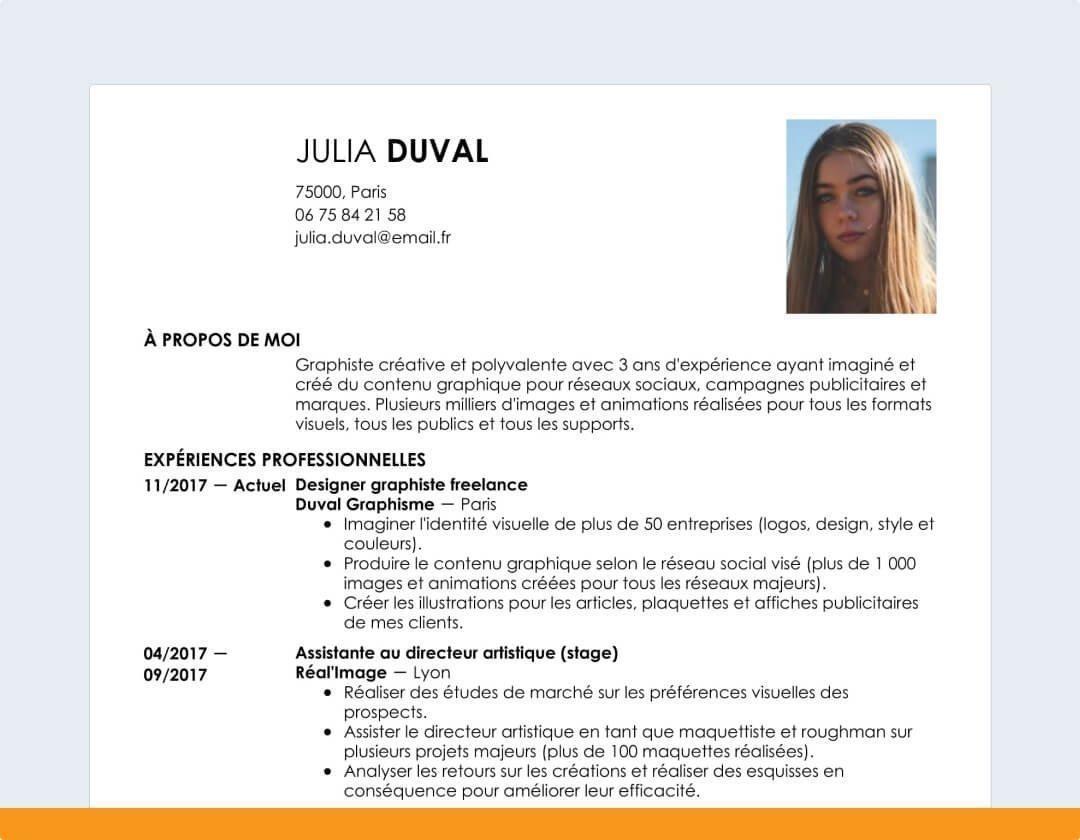 JULIA DUVAL
75000, Paris
06 75 84 21 58
julia.duval@email.fr
À PROPOS DE MOI
Graphiste créative et polyvalente avec 3 ans d'expérience ayant imaginé et
créé du contenu graphique pour réseaux sociaux, campagnes publicitaires et
marques. Plusieurs milliers d'images et animations réalisées pour tous les formats
visuels, tous les publics et tous les supports.
EXPÉRIENCES PROFESSIONNELLES
11/2017 — Actuel Designer graphiste freelance
Duval Graphisme — Paris
• Imaginer l'identité visuelle de plus de 50 entreprises (logos, design, style et
couleurs).
• Produire le contenu graphique selon le réseau social visé (plus de 1 000
images et animations créées pour tous les réseaux majeurs).
• Créer les illustrations pour les articles, plaquettes et affiches publicitaires
de mes clients.
04/2017 — Assistante au directeur artistique (stage)
09/2017 Réal'Image — Lyon
• Réaliser des études de marché sur les préférences visuelles des
prospects.
• Assister le directeur artistique en tant que maquettiste et roughman sur
plusieurs projets majeurs (plus de 100 maquettes réalisées).
• Analyser les retours sur les créations et réaliser des esquisses en
conséquence pour améliorer leur efficacité.